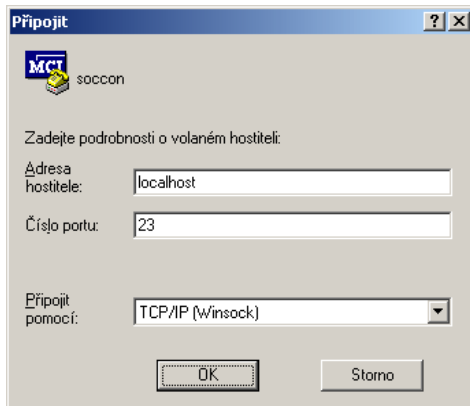 Připojit
MCI
soccon
Zadejte podrobnosti o volaném hostiteli:
Adresa
hostitele:
localhost
Číslo portu:
23
Připojit
pomocí:
TCP/IP (Winsock)
OK
Storno